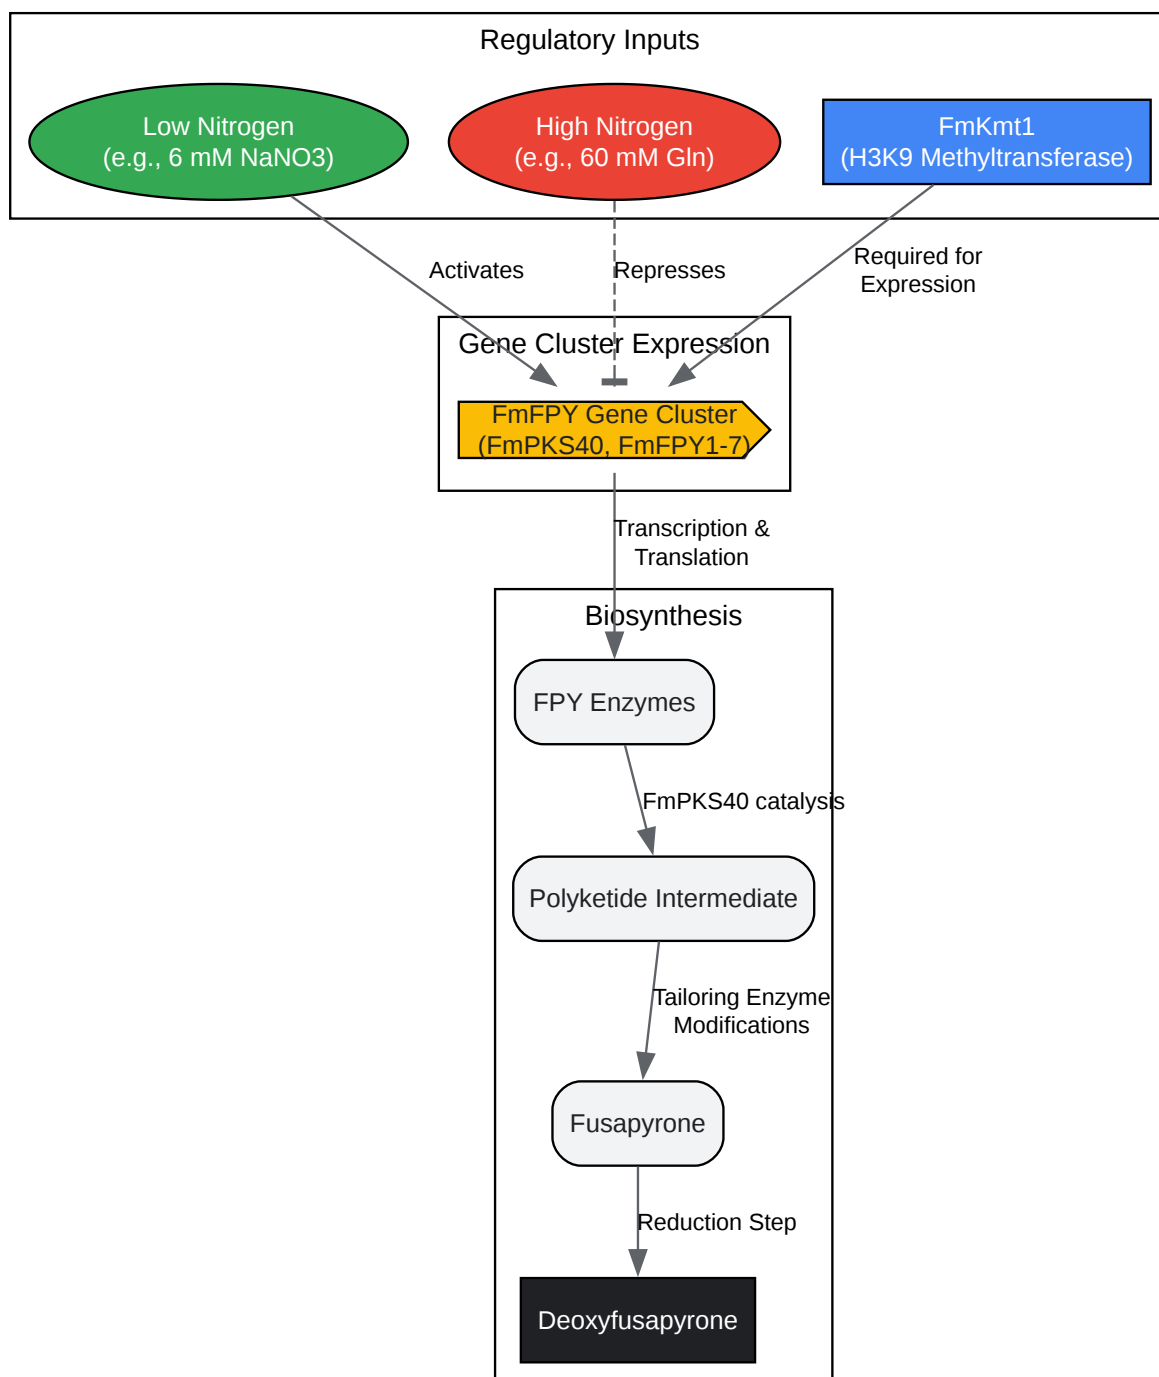 Regulatory Inputs
Low Nitrogen
(e.g., 6 mM NaNO3)
High Nitrogen
(e.g., 60 mM Gln)
FmKmt1
(H3K9 Methyltransferase)
Activates
Represses
Required for
Expression
Gene Cluster Expression
FmFPY Gene Cluster
(FmPKS40, FmFPY1-7)
Transcription &
Translation
Biosynthesis
FPY Enzymes
FmPKS40 catalysis
Polyketide Intermediate
Tailoring Enzyme
Modifications
Fusapyrone
Reduction Step
Deoxyfusapyrone